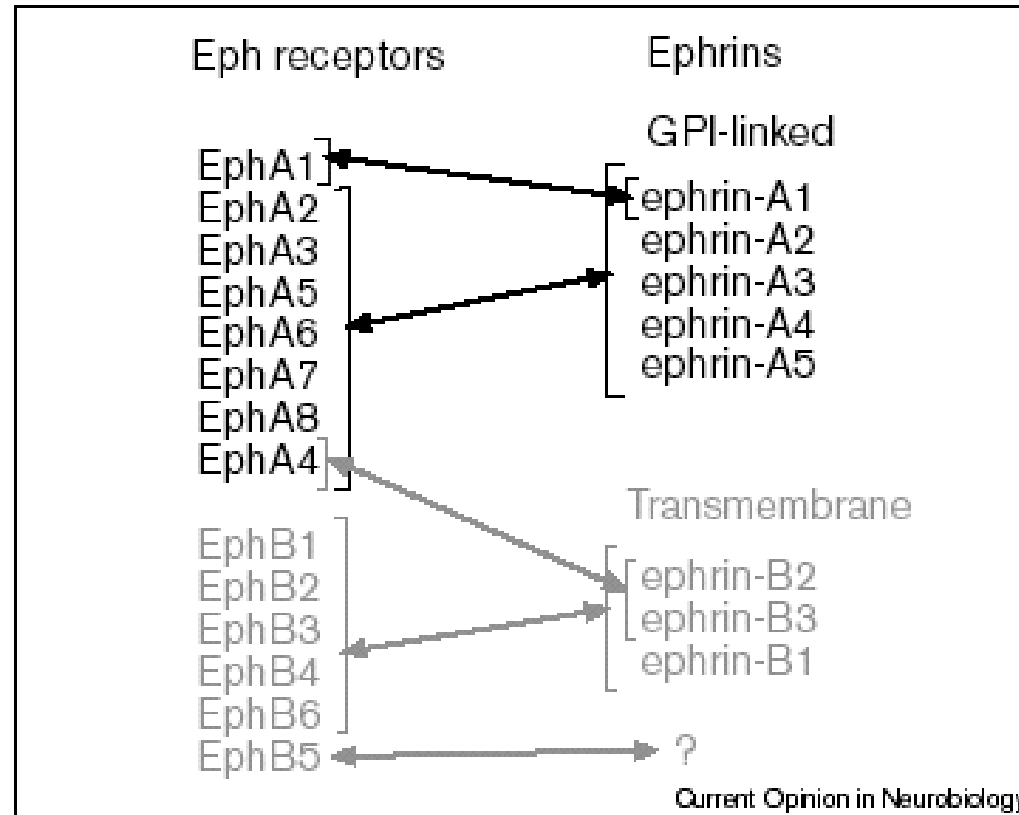 Eph receptors
Ephrins
GPI-linked
EphA1
EphA2
EphA3
EphA5
EphA6
EphA7
EphA8
EphA4
ephrin-A1
ephrin-A2
ephrin-A3
ephrin-A4
ephrin-A5
Transmembrane
EphB1
EphB2
EphB3
EphB4
EphB6
EphB5
ephrin-B2
ephrin-B3
ephrin-B1
?
Current Opinion in Neurobiology